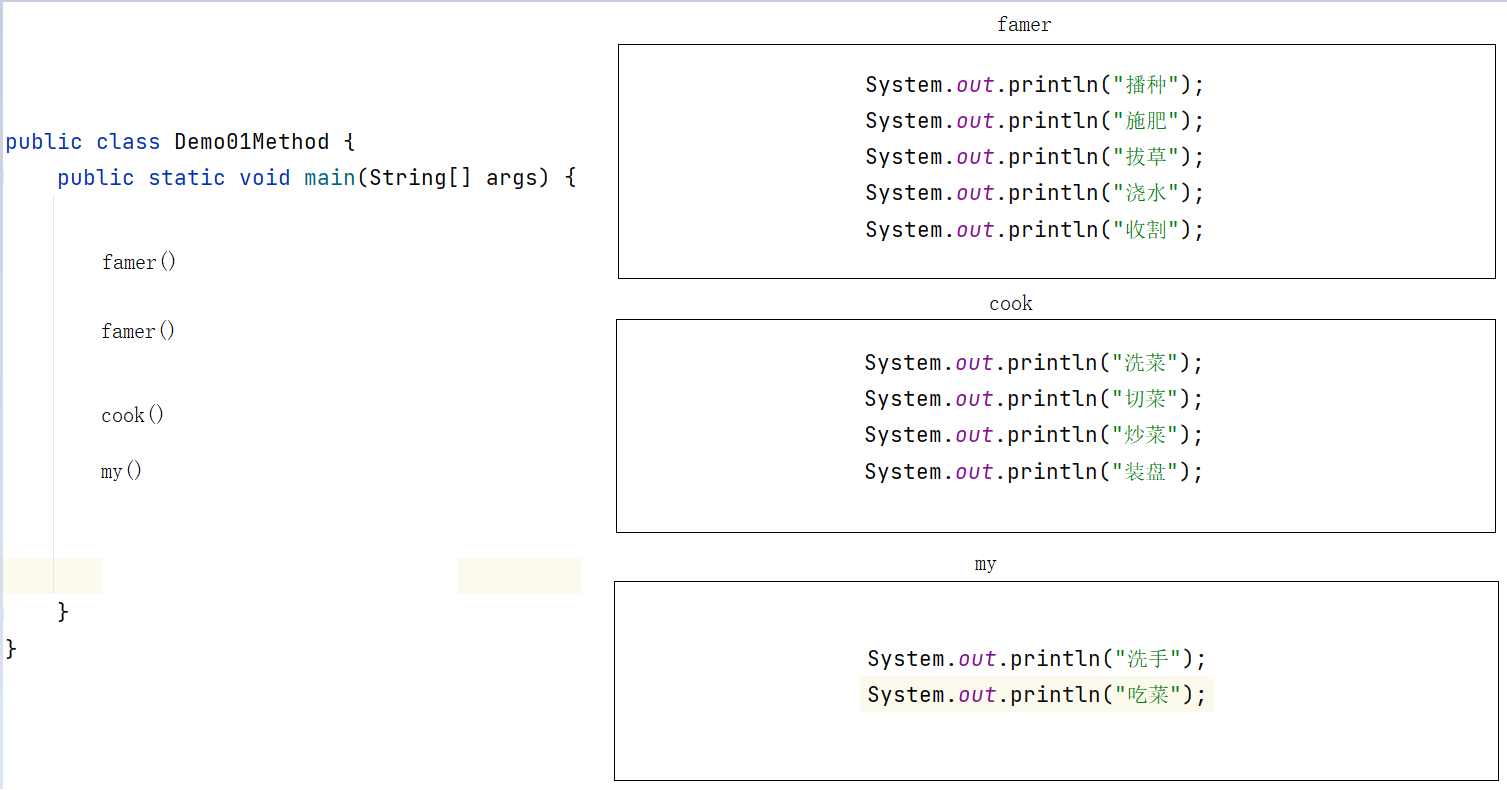 public class Demo01Method {
public static void main(String[] args) {
famer()
famer()
cook()
my()
}
}
famer
System.out.println("播种");
System.out.println("施肥");
System.out.println("拔草");
System.out.println("浇水");
System.out.println("收割");
cook
System.out.println("洗菜");
System.out.println("切菜");
System.out.println("炒菜");
System.out.println("装盘");
my
System.out.println("洗手");
System.out.println("吃菜");